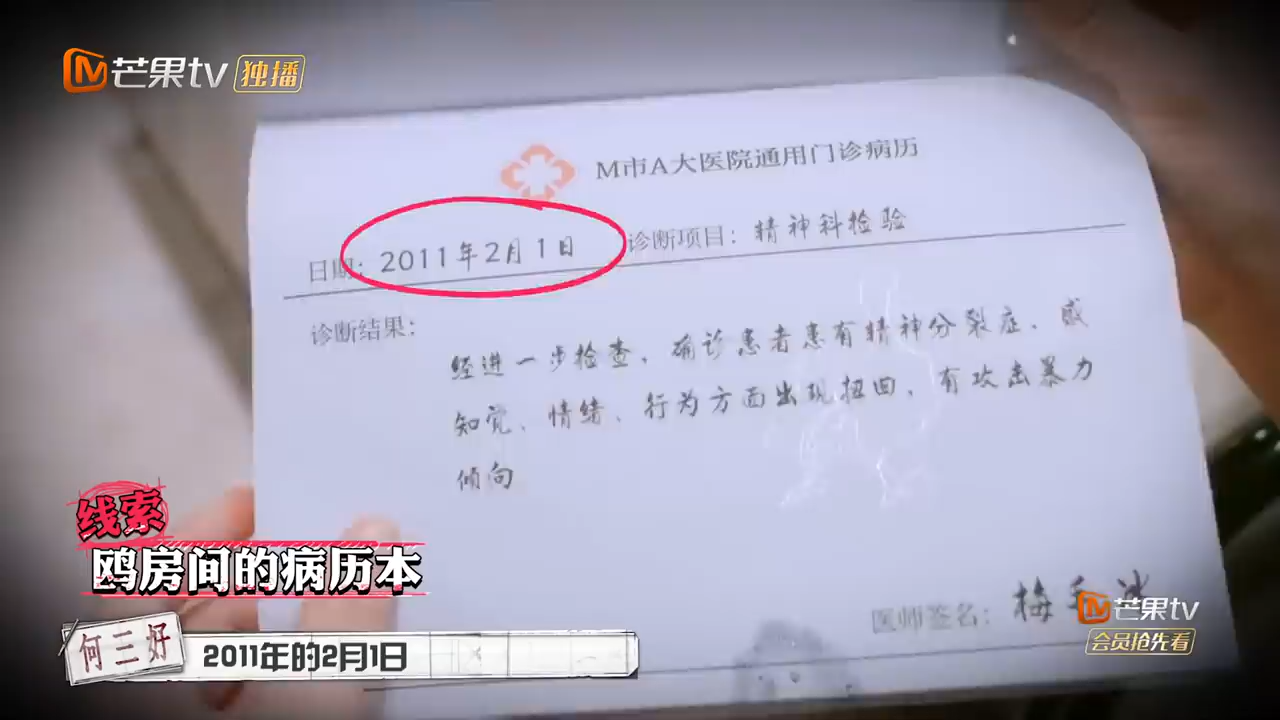 芒果tv 独播
M市A大医院通用门诊病历
日期: 2011年2月1日 诊断项目: 精神科检验
诊断结果:
经进一步检查，确诊患者患有精神分裂症、感
知觉、情绪、行为方面出现扭曲，有攻击暴力
倾向
线索
鸥房间的病历本
医师签名: 梅
芒果tv
会员抢先看
何三好
2011年的2月1日